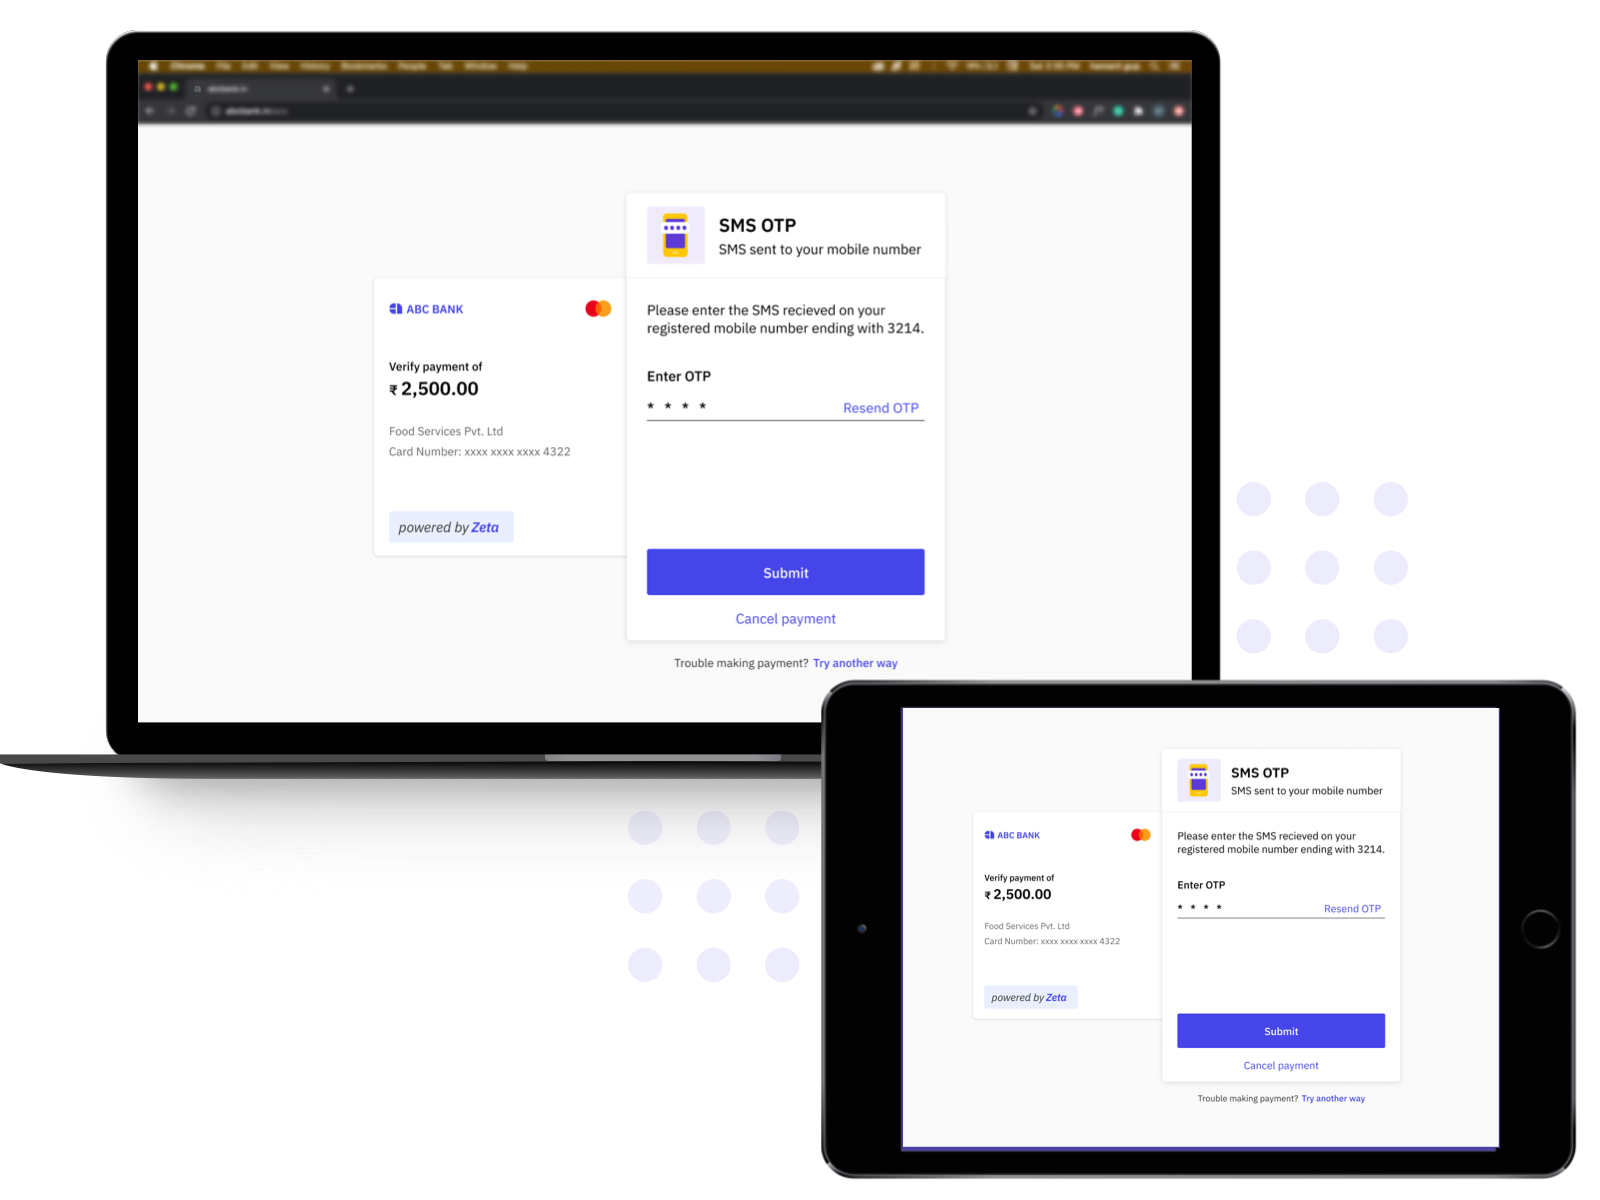 SMS OTP
SMS sent to your mobile number
ABC BANK
Please enter the SMS recieved on your
registered mobile number ending with 3214.
Verify payment of
₹ 2,500.00
Enter OTP
* * * *
Resend OTP
Food Services Pvt. Ltd
Card Number: xxxx xxxx xxxx 4322
powered by Zeta
Submit
Cancel payment
Trouble making payment? Try another way
SMS OTP
SMS sent to your mobile number
ABC BANK
Please enter the SMS recieved on your
registered mobile number ending with 3214.
Verify payment of
₹ 2,500.00
Enter OTP
* * * *
Resend OTP
Food Services Pvt. Ltd
Card Number: xxxx xxxx xxxx 4322
powered by Zeta
Submit
Cancel payment
Trouble making payment? Try another way